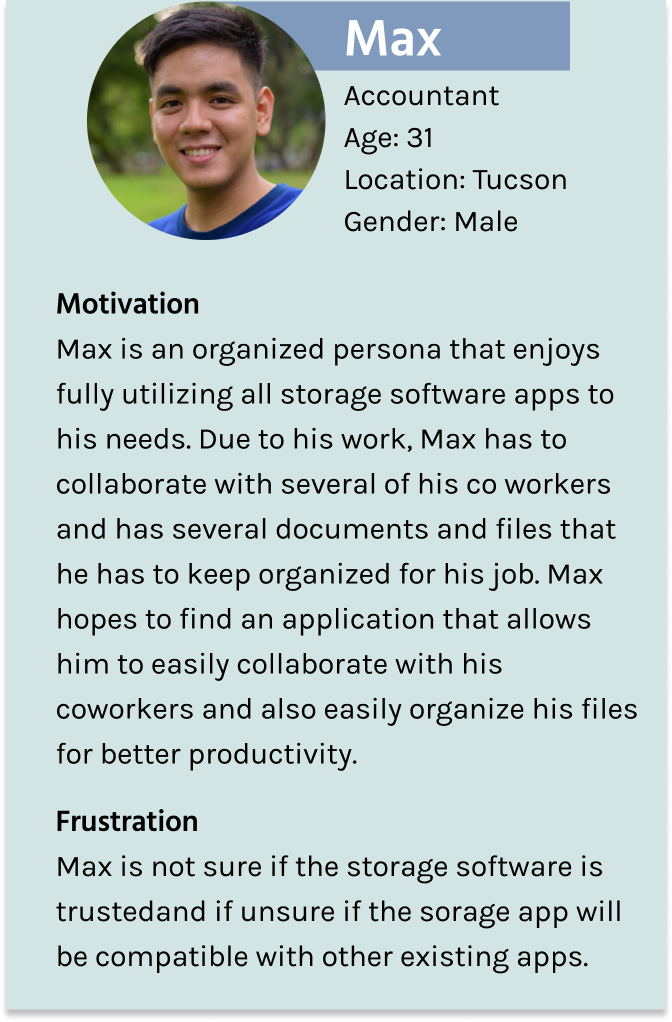 Max
Accountant
Age: 31
Location: Tucson
Gender: Male
Motivation
Max is an organized persona that enjoys
fully utilizing all storage software apps to
his needs. Due to his work, Max has to
collaborate with several of his co workers
and has several documents and files that
he has to keep organized for his job. Max
hopes to find an application that allows
him to easily collaborate with his
coworkers and also easily organize his files
for better productivity.
Frustration
Max is not sure if the storage software is
trustedand if unsure if the sorage app will
be compatible with other existing apps.